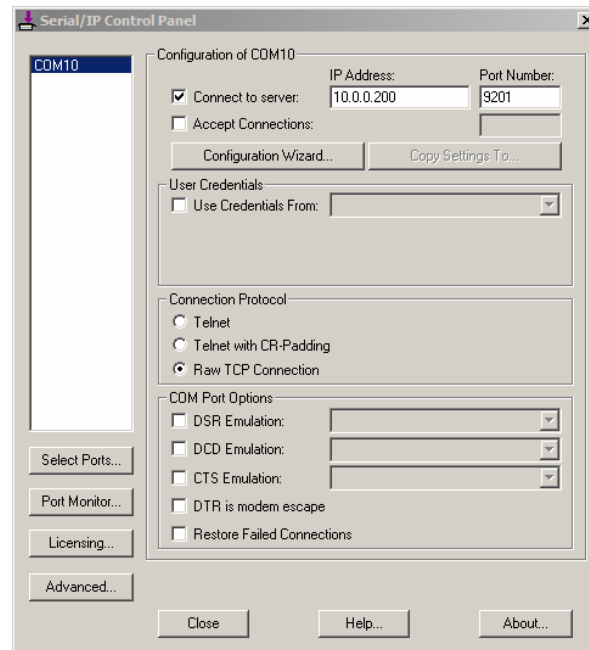 Serial/IP Control Panel
COM10
Configuration of COM10
IP Address: Port Number:
Connect to server: 10.0.0.200 9201
Accept Connections:
Configuration Wizard... Copy Settings To...
User Credentials
Use Credentials From:
Connection Protocol
Telnet
Telnet with CR-Padding
Raw TCP Connection
COM Port Options
DSR Emulation:
DCD Emulation:
CTS Emulation:
DTR is modem escape
Restore Failed Connections
Select Ports...
Port Monitor...
Licensing...
Advanced...
Close Help... About...